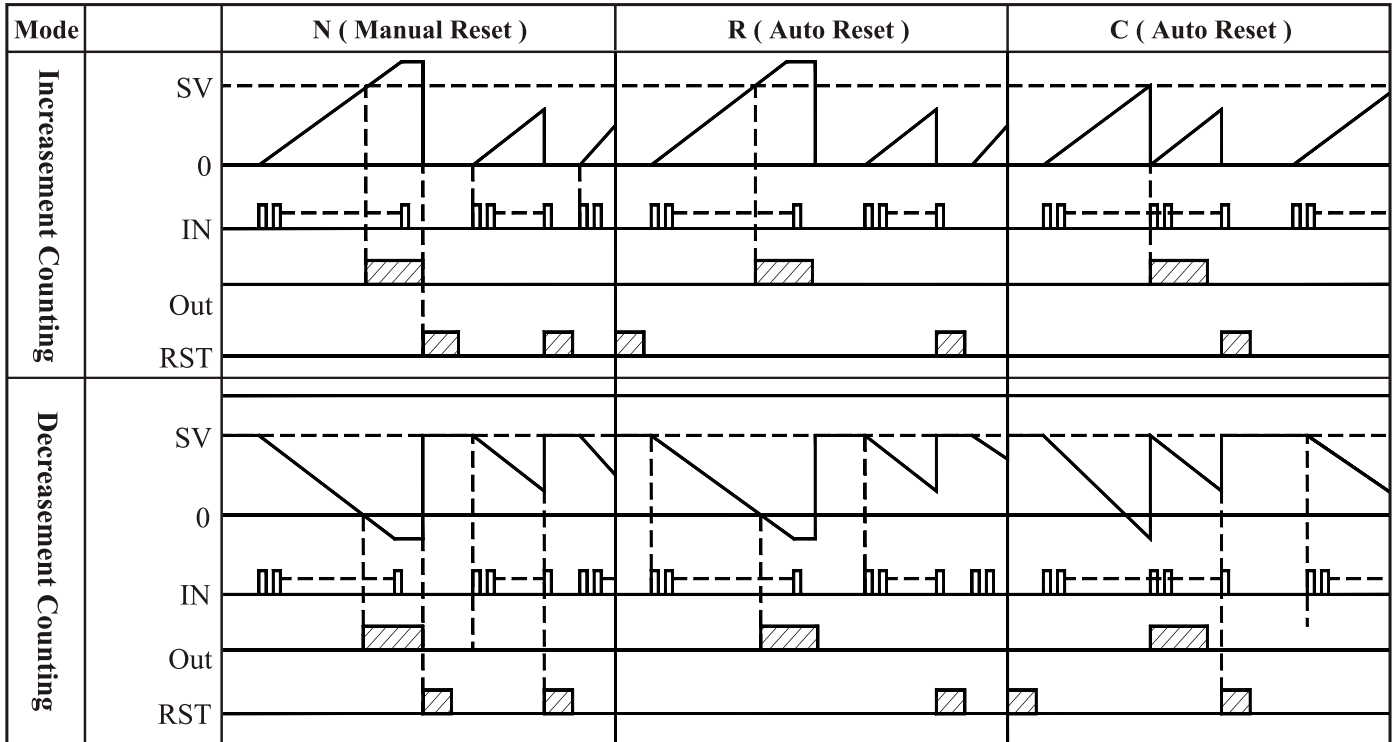 Mode N ( Manual Reset ) R ( Auto Reset ) C ( Auto Reset )
Increasement Counting
SV
0
IN
Out
RST
Decreasement Counting
SV
0
IN
Out
RST